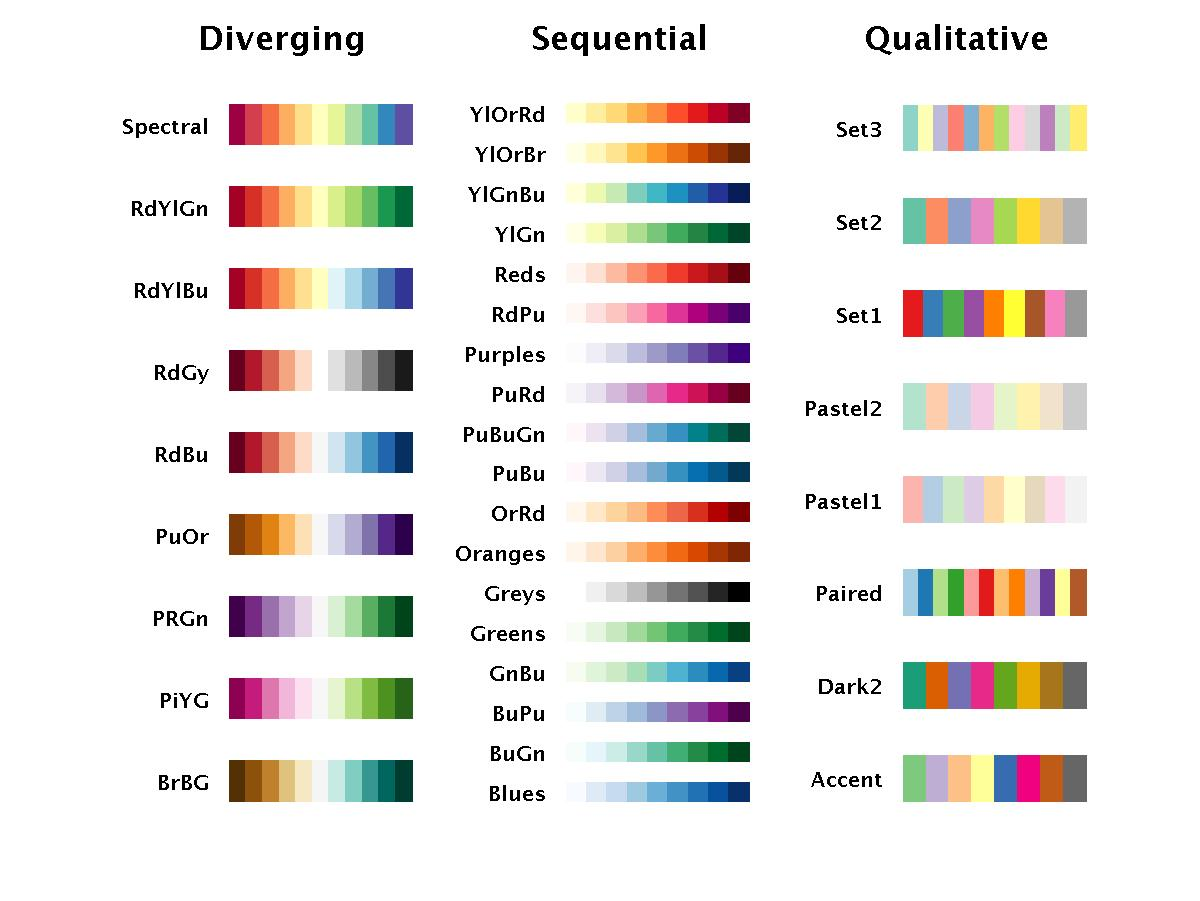 Diverging
Spectral
RdYlGn
RdYlBu
RdGy
RdBu
PuOr
PRGn
PiYG
BrBG
Sequential
YlOrRd
YlOrBr
YlGnBu
YlGn
Reds
RdPu
Purples
PuRd
PuBuGn
PuBu
OrRd
Oranges
Greys
Greens
GnBu
BuPu
BuGn
Blues
Qualitative
Set3
Set2
Set1
Pastel2
Pastel1
Paired
Dark2
Accent